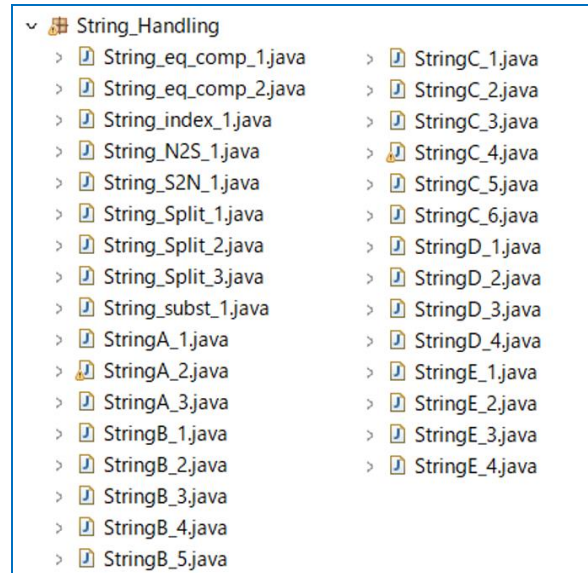 String_Handling
String_eq_comp_1.java
String_eq_comp_2.java
String_index_1.java
String_N2S_1.java
String_S2N_1.java
String_Split_1.java
String_Split_2.java
String_Split_3.java
String_subst_1.java
StringA_1.java
StringA_2.java
StringA_3.java
StringB_1.java
StringB_2.java
StringB_3.java
StringB_4.java
StringB_5.java
StringC_1.java
StringC_2.java
StringC_3.java
StringC_4.java
StringC_5.java
StringC_6.java
StringD_1.java
StringD_2.java
StringD_3.java
StringD_4.java
StringE_1.java
StringE_2.java
StringE_3.java
StringE_4.java